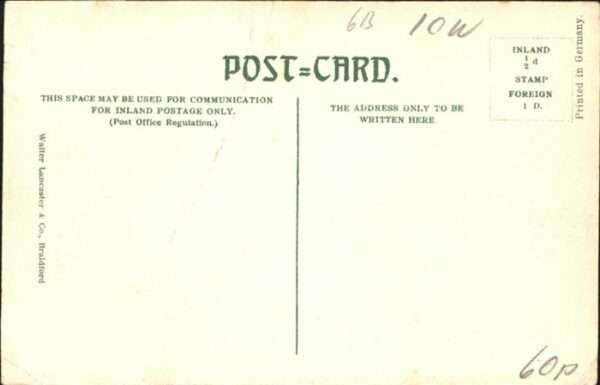 6B 10W
POST=CARD.
THIS SPACE MAY BE USED FOR COMMUNICATION
FOR INLAND POSTAGE ONLY.
(Post Office Regulation.)
THE ADDRESS ONLY TO BE
WRITTEN HERE.
INLAND
1/2 d
STAMP
FOREIGN
1 D.
Printed in Germany.
Walter Lancaster & Co., Braidford
60p